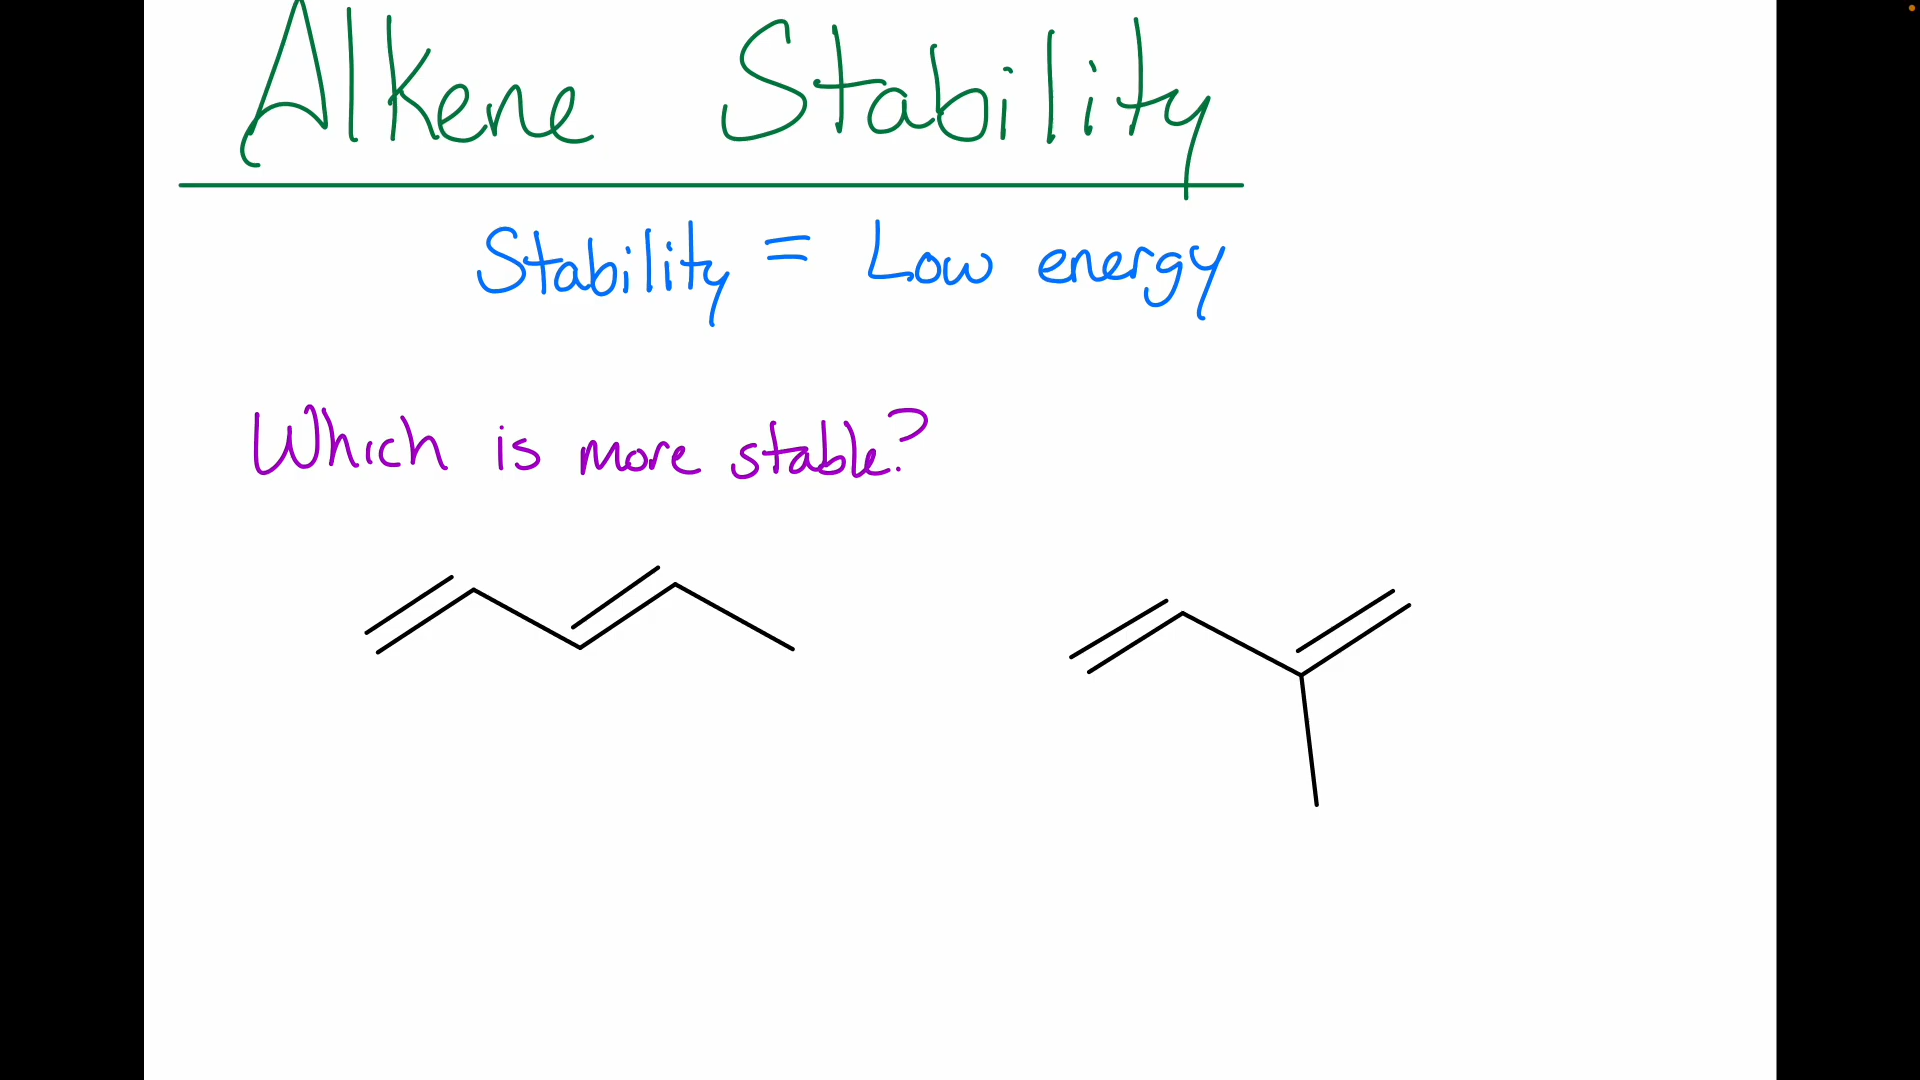 Alkene Stability
Stability = Low energy
Which is more stable?